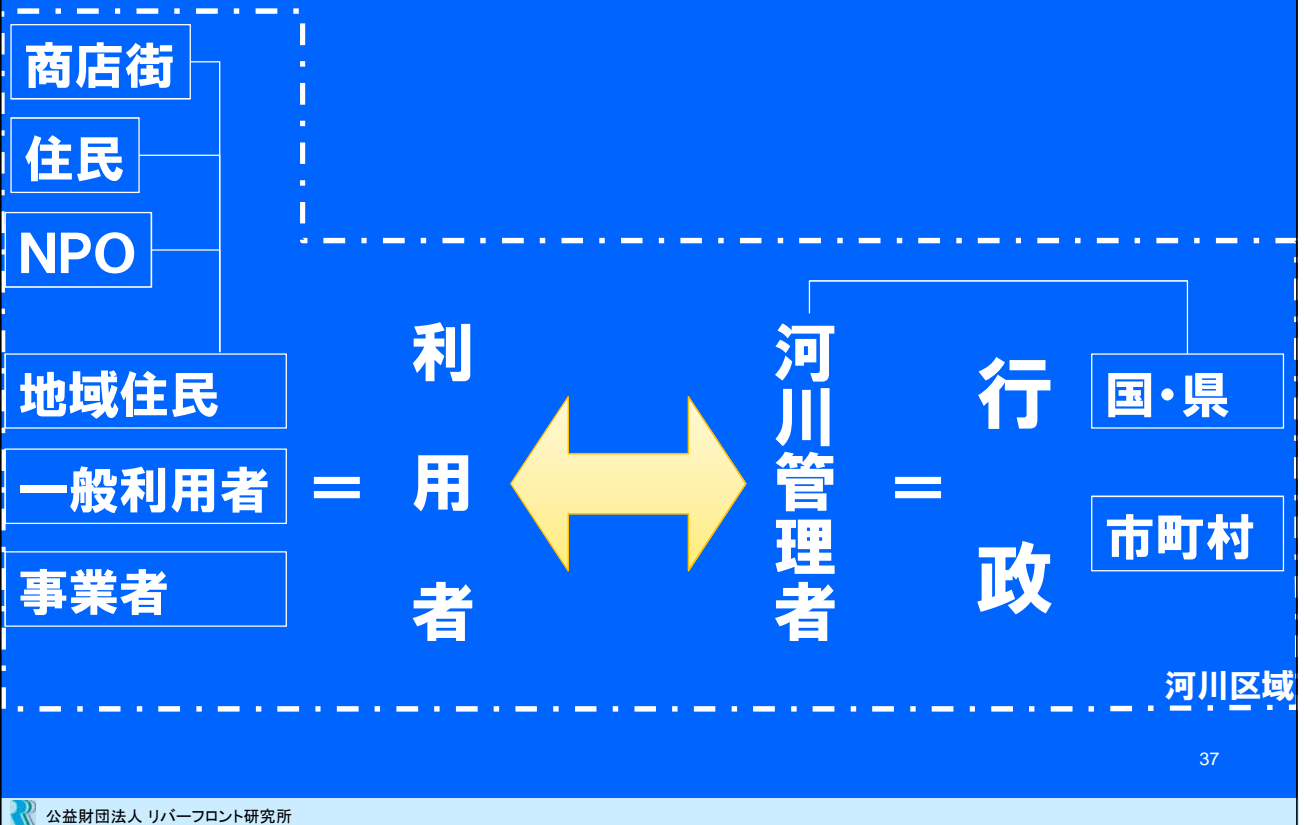 商店街
住民
NPO
地域住民
一般利用者
事業者
＝
利用者
河川管理者
＝
行政
国・県
市町村
河川区域
37
公益財団法人 リバーフロント研究所